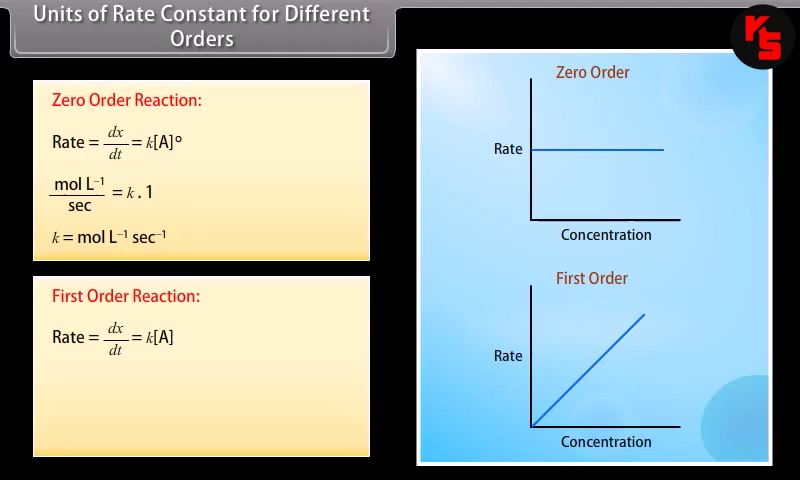 Units of Rate Constant for Different
Orders
KS
Zero Order Reaction:
Rate = dx/dt = k[A]°
mol L⁻¹/sec = k . 1
k = mol L⁻¹ sec⁻¹
First Order Reaction:
Rate = dx/dt = k[A]
Zero Order
Rate
Concentration
First Order
Rate
Concentration